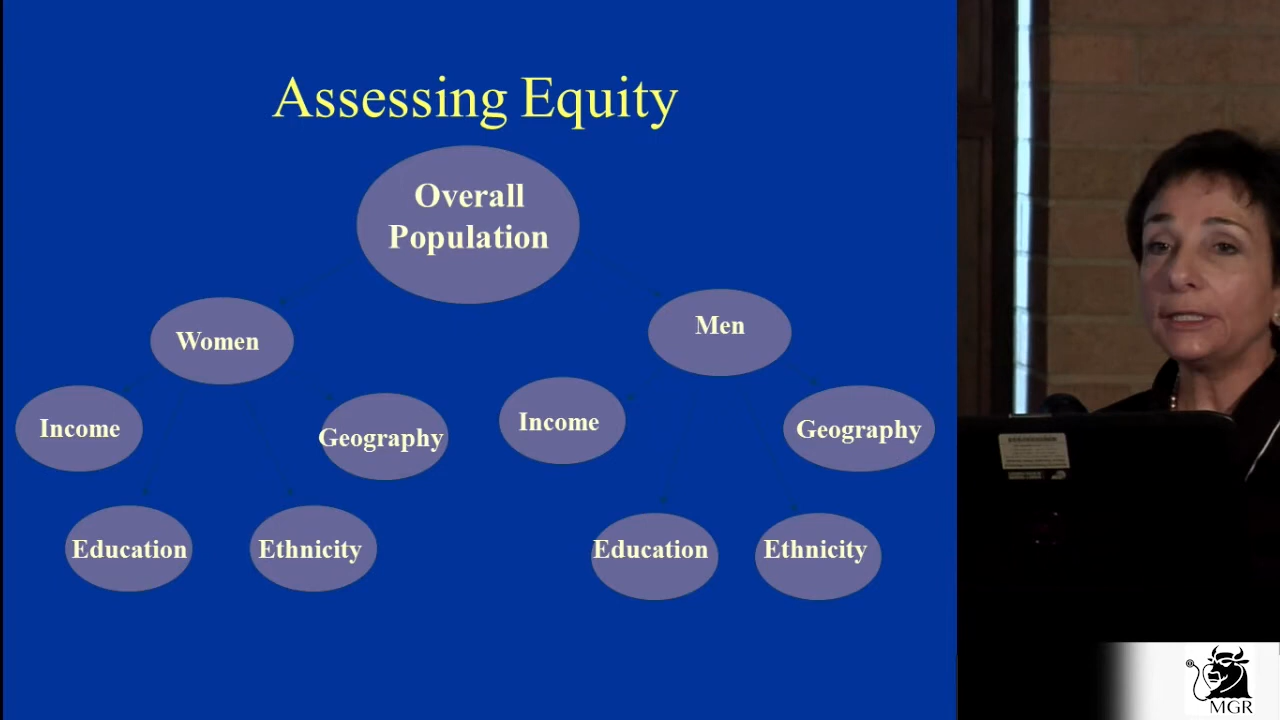 Assessing Equity
Overall
Population
Women
Men
Income
Geography
Income
Geography
Education
Ethnicity
Education
Ethnicity
MGR